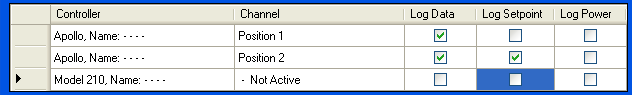 Controller Channel Log Data Log Setpoint Log Power
Apollo, Name: - - - - Position 1
Apollo, Name: - - - - Position 2
Model 210, Name: - - - - - Not Active